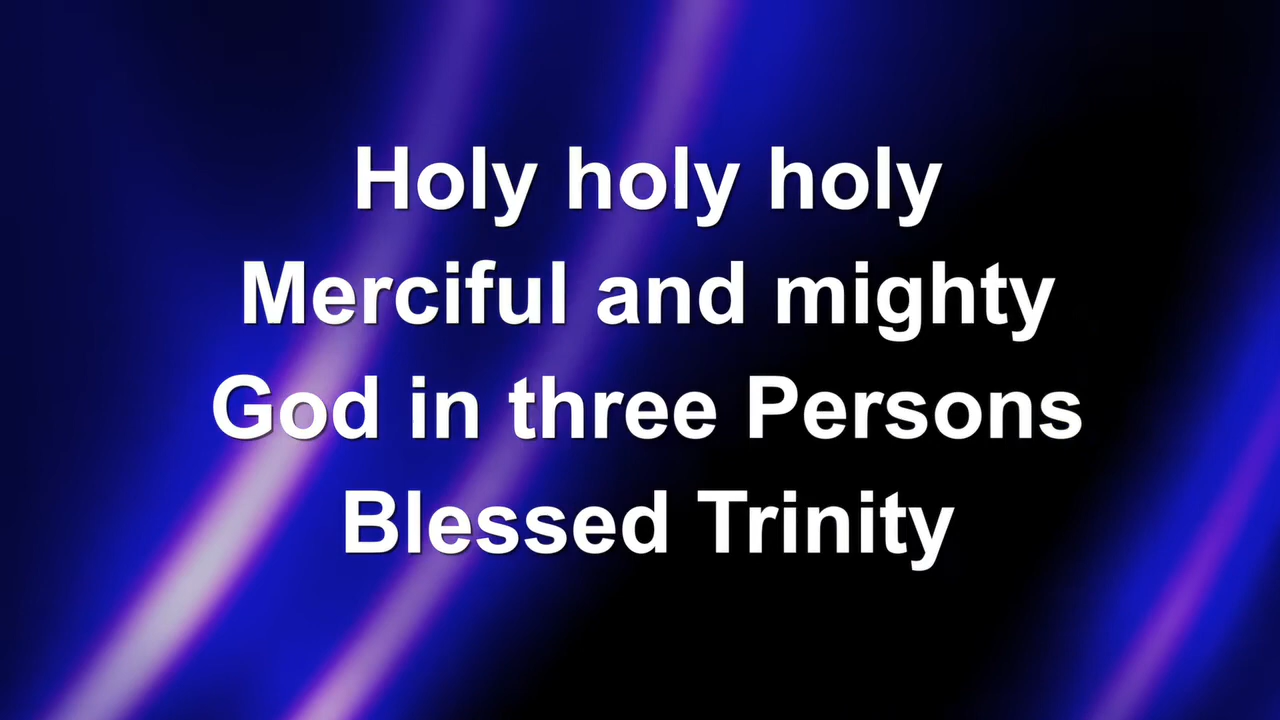 Holy holy holy
Merciful and mighty
God in three Persons
Blessed Trinity